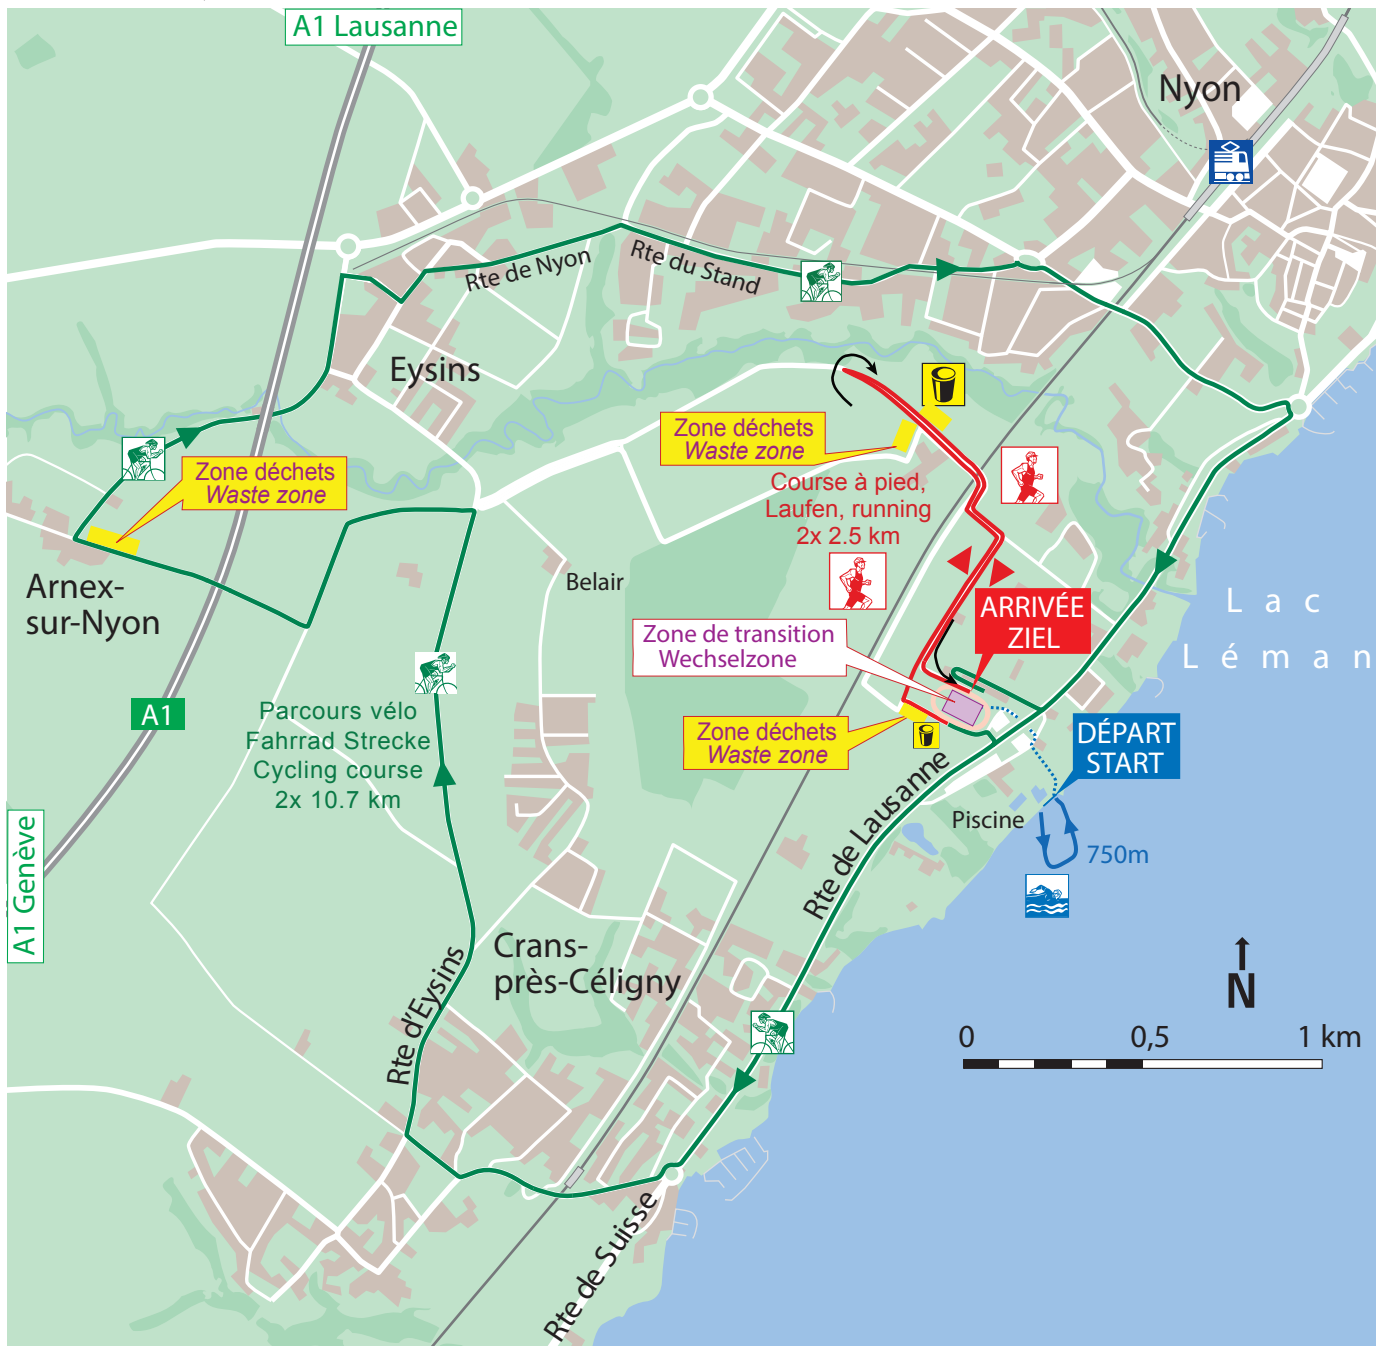 A1 Lausanne
Nyon
Rte de Nyon
Rte du Stand
Eysins
Zone déchets
Waste zone
Zone déchets
Waste zone
Course à pied,
Laufen, running
2x 2.5 km
Arnex-
sur-Nyon
Belair
ARRIVÉE
ZIEL
Lac
Léman
Zone de transition
Wechselzone
A1
Parcours vélo
Fahrrad Strecke
Cycling course
2x 10.7 km
Zone déchets
Waste zone
DÉPART
START
Piscine
750m
Rte de Lausanne
A1 Genève
Crans-
près-Céligny
Rte d'Eysins
N
0 0,5 1 km
Rte de Suisse